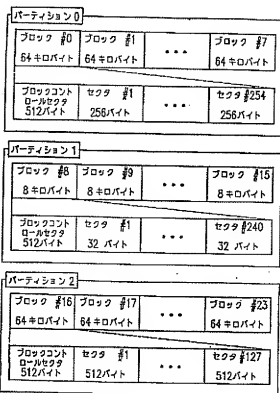 パーティション0
ブロック #0 ブロック #1 ブロック #7
64キロバイト 64キロバイト ••• 64キロバイト
ブロックコント セクタ #1 セクタ#254
ロールセクタ •••
512バイト 256バイト 256バイト
パーティション1
ブロック #8 ブロック #9 ブロック #15
8キロバイト 8キロバイト ••• 8キロバイト
ブロックコント セクタ #1 セクタ#240
ロールセクタ •••
512バイト 32バイト 32バイト
パーティション2
ブロック #16 ブロック #17 ブロック #23
64キロバイト 64キロバイト ••• 64キロバイト
ブロックコント セクタ #1 セクタ#127
ロールセクタ •••
512バイト 512バイト 512バイト